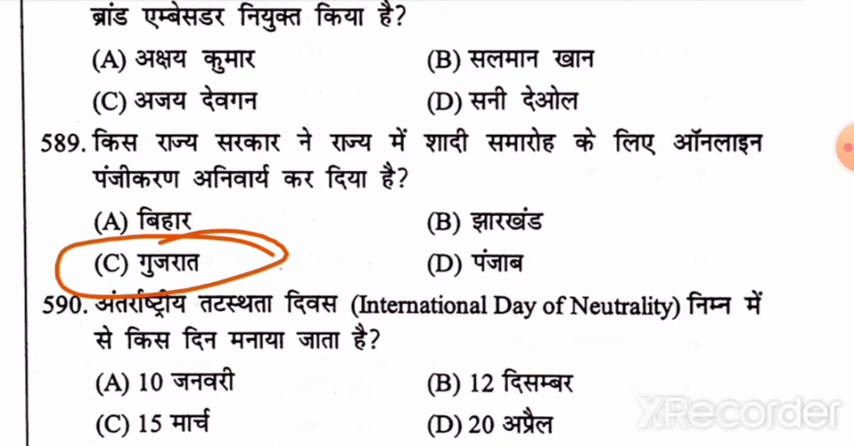 ब्रांड एम्बेसडर नियुक्त किया है?
(A) अक्षय कुमार (B) सलमान खान
(C) अजय देवगन (D) सनी देओल
589. किस राज्य सरकार ने राज्य में शादी समारोह के लिए ऑनलाइन
पंजीकरण अनिवार्य कर दिया है?
(A) बिहार (B) झारखंड
(C) गुजरात (D) पंजाब
590. अंतर्राष्ट्रीय तटस्थता दिवस (International Day of Neutrality) निम्न में
से किस दिन मनाया जाता है?
(A) 10 जनवरी (B) 12 दिसम्बर
(C) 15 मार्च (D) 20 अप्रैल
XRecorder